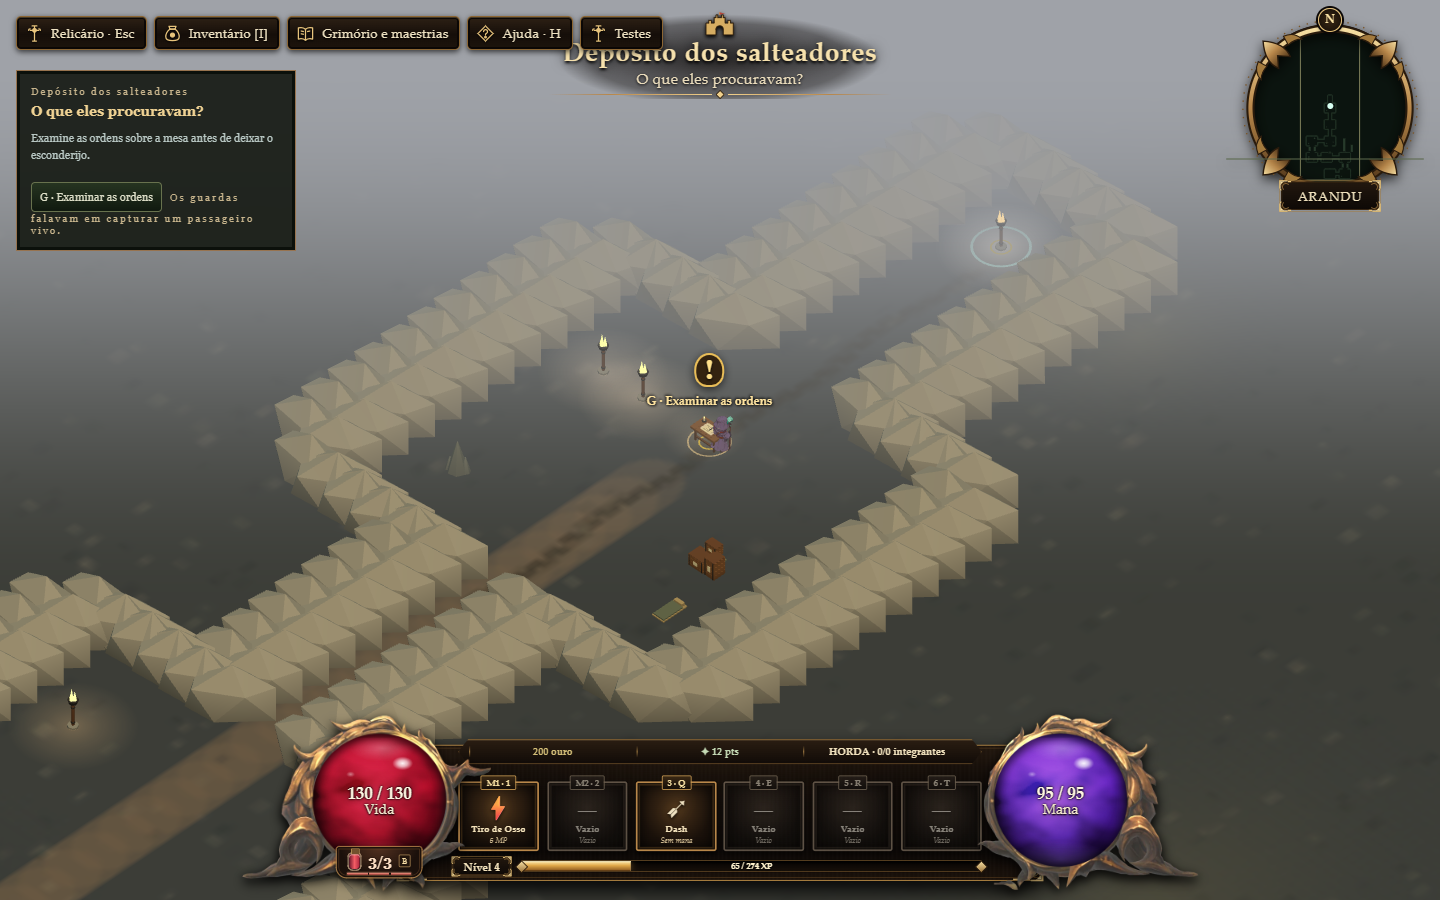 Relicário · Esc
Inventário [I]
Grimório e maestrias
Ajuda · H
Testes
Depósito dos salteadores
O que eles procuravam?
N
ARANDU
Depósito dos salteadores
O que eles procuravam?
Examine as ordens sobre a mesa antes de deixar o
esconderijo.
G · Examinar as ordens Os guardas
falavam em capturar um passageiro
vivo.
!
G · Examinar as ordens
200 ouro
✦ 12 pts
HORDA · 0/0 integrantes
130 / 130
Vida
3/3 B
M1 · 1
Tiro de Osso
6 MP
M2 · 2
Vazio
Vazio
3 · Q
Dash
Sem mana
4 · E
Vazio
Vazio
5 · R
Vazio
Vazio
6 · T
Vazio
Vazio
95 / 95
Mana
Nível 4
65 / 274 XP